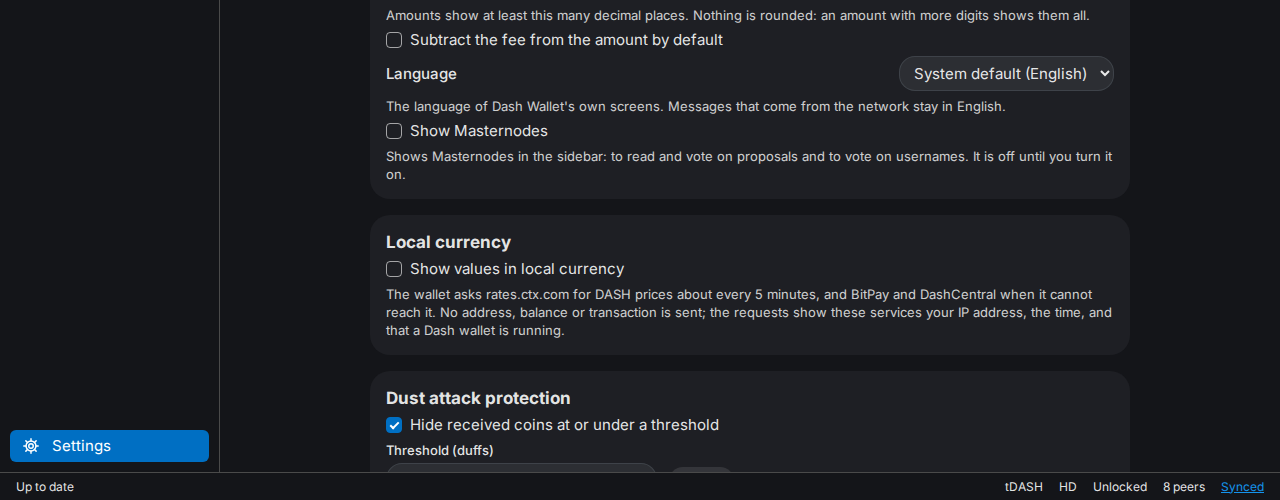 Amounts show at least this many decimal places. Nothing is rounded: an amount with more digits shows them all.
Subtract the fee from the amount by default
Language
System default (English)
The language of Dash Wallet's own screens. Messages that come from the network stay in English.
Show Masternodes
Shows Masternodes in the sidebar: to read and vote on proposals and to vote on usernames. It is off until you turn it
on.
Local currency
Show values in local currency
The wallet asks rates.ctx.com for DASH prices about every 5 minutes, and BitPay and DashCentral when it cannot
reach it. No address, balance or transaction is sent; the requests show these services your IP address, the time, and
that a Dash wallet is running.
Dust attack protection
Hide received coins at or under a threshold
Threshold (duffs)
Settings
Up to date
tDASH
HD
Unlocked
8 peers
Synced